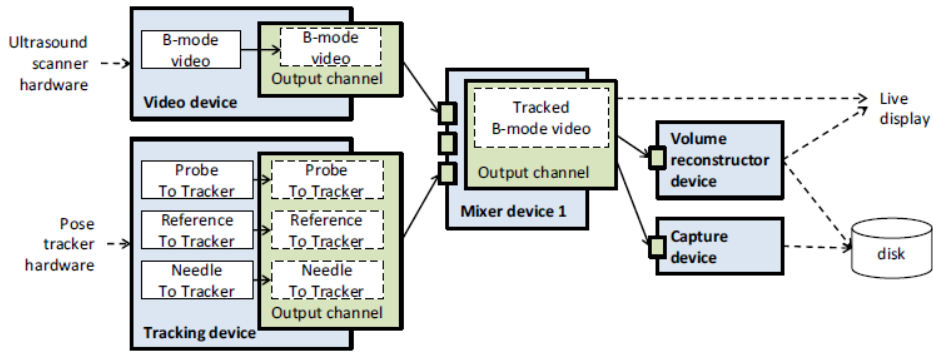 Ultrasound
scanner
hardware
B-mode
video
B-mode
video
Output channel
Video device
Pose
tracker
hardware
Probe
To Tracker
Probe
To Tracker
Reference
To Tracker
Reference
To Tracker
Needle
To Tracker
Needle
To Tracker
Output channel
Tracking device
Tracked
B-mode video
Output channel
Mixer device 1
Volume
reconstructor
device
Capture
device
Live
display
disk